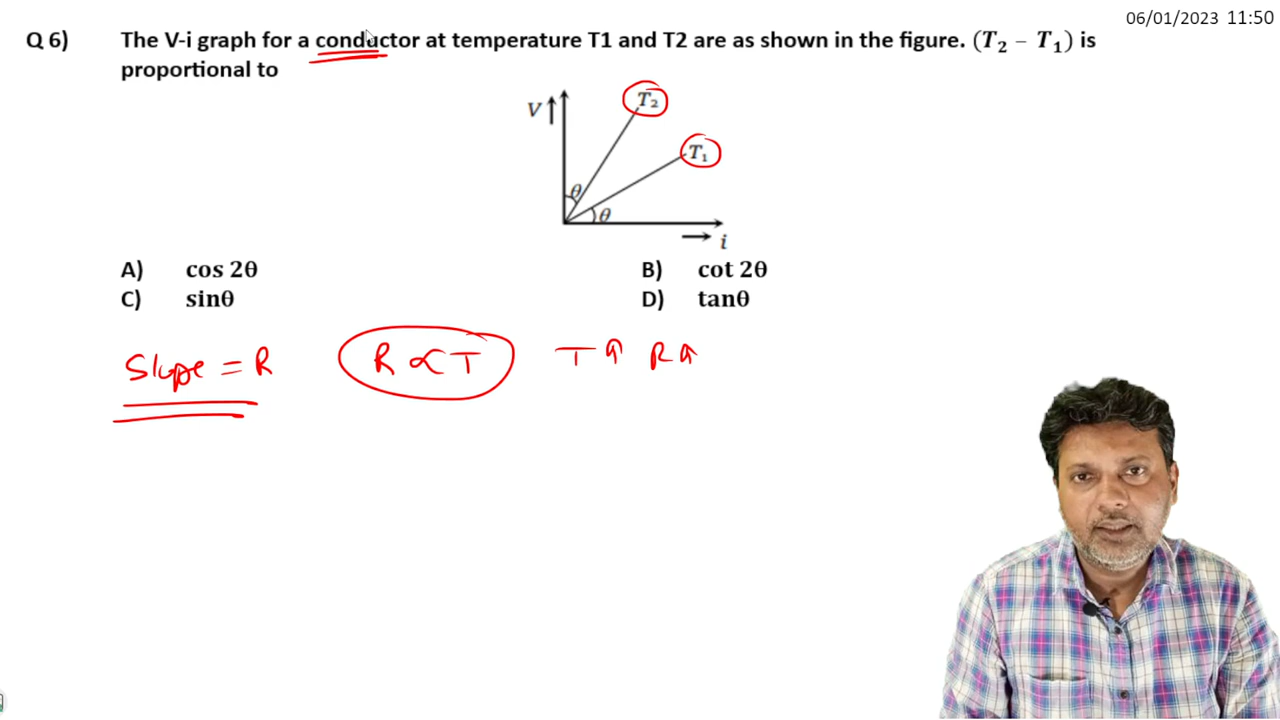 06/01/2023 11:50
Q 6) The V-i graph for a conductor at temperature T1 and T2 are as shown in the figure. (T₂ − T₁) is
proportional to
V
T₂
T₁
θ
θ
i
A) cos 2θ B) cot 2θ
C) sinθ D) tanθ
Slope = R R ∝ T T↑ R↑